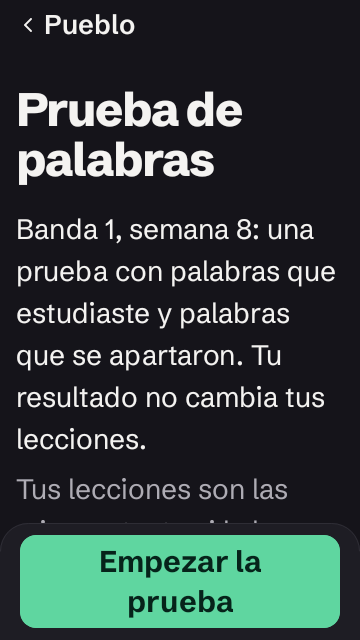 Pueblo
Prueba de
palabras
Banda 1, semana 8: una
prueba con palabras que
estudiaste y palabras
que se apartaron. Tu
resultado no cambia tus
lecciones.
Tus lecciones son las
Empezar la
prueba